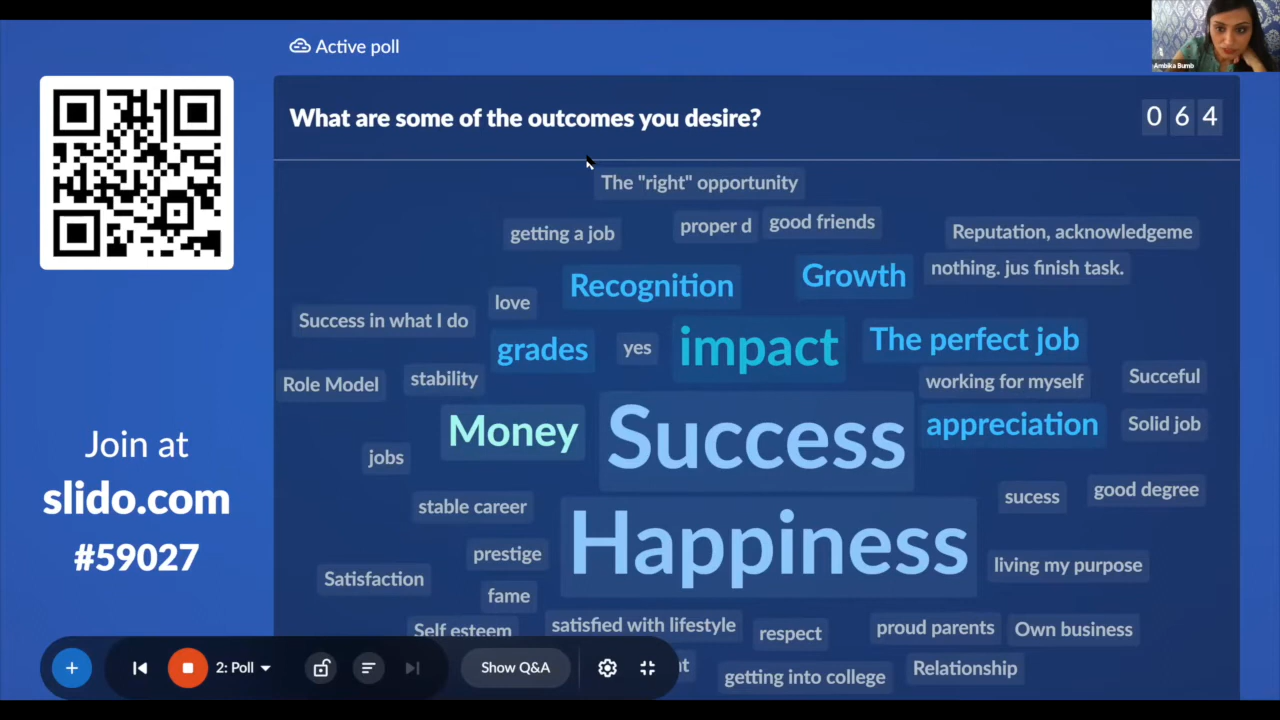 Active poll
Ambika Bumb
What are some of the outcomes you desire?
064
The "right" opportunity
getting a job
proper d
good friends
Reputation, acknowledgeme
Recognition
Growth
nothing. jus finish task.
love
Success in what I do
grades
yes
impact
The perfect job
Role Model
stability
working for myself
Succeful
Money
Success
appreciation
Solid job
jobs
stable career
sucess
good degree
prestige
Happiness
living my purpose
Satisfaction
fame
Self esteem
satisfied with lifestyle
respect
proud parents
Own business
getting into college
Relationship
Join at
slido.com
#59027
2: Poll
Show Q&A